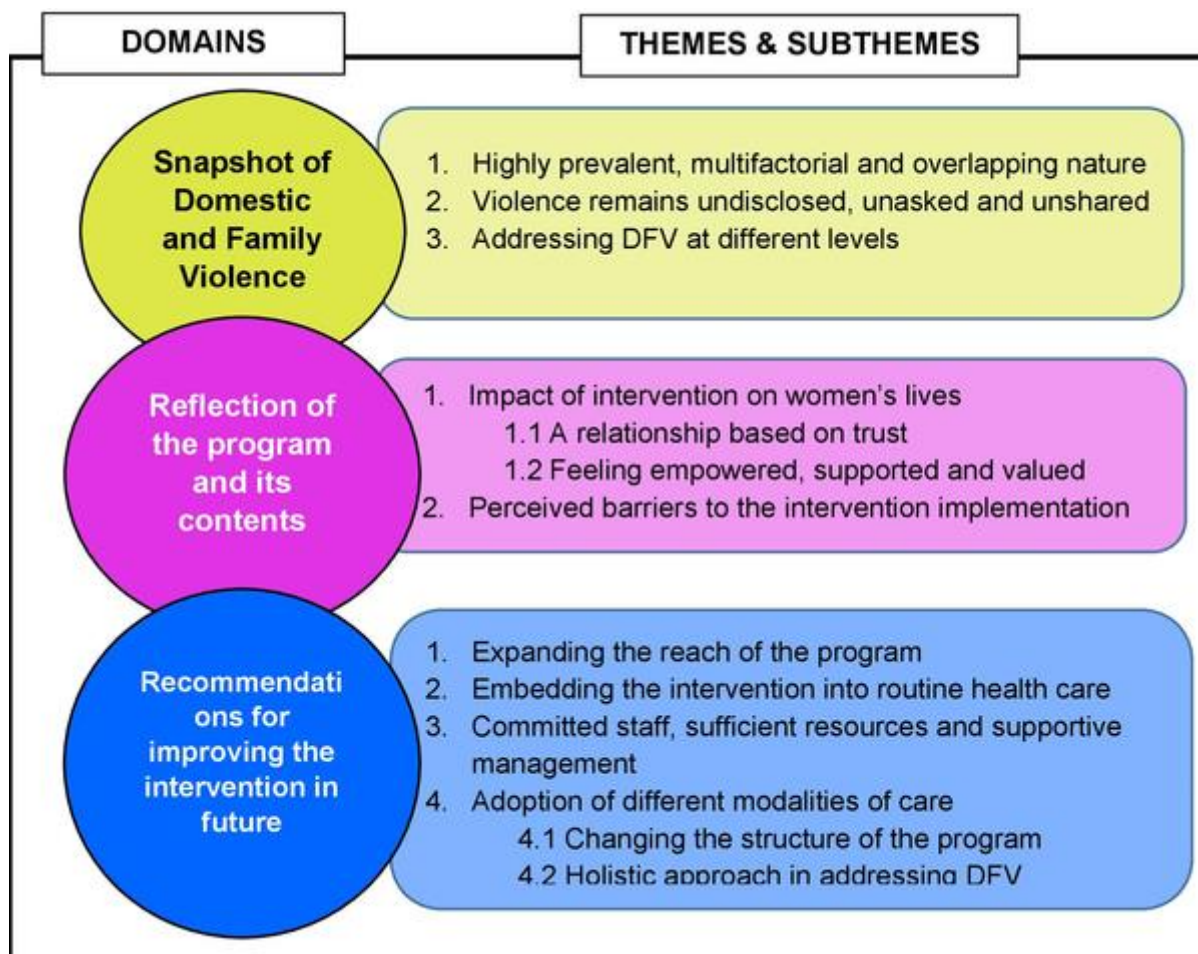 DOMAINS
THEMES & SUBTHEMES
Snapshot of
Domestic
and Family
Violence
1. Highly prevalent, multifactorial and overlapping nature
2. Violence remains undisclosed, unasked and unshared
3. Addressing DFV at different levels
Reflection of
the program
and its
contents
1. Impact of intervention on women’s lives
1.1 A relationship based on trust
1.2 Feeling empowered, supported and valued
2. Perceived barriers to the intervention implementation
Recommendati
ons for
improving the
intervention in
future
1. Expanding the reach of the program
2. Embedding the intervention into routine health care
3. Committed staff, sufficient resources and supportive
management
4. Adoption of different modalities of care
4.1 Changing the structure of the program
4.2 Holistic approach in addressing DFV